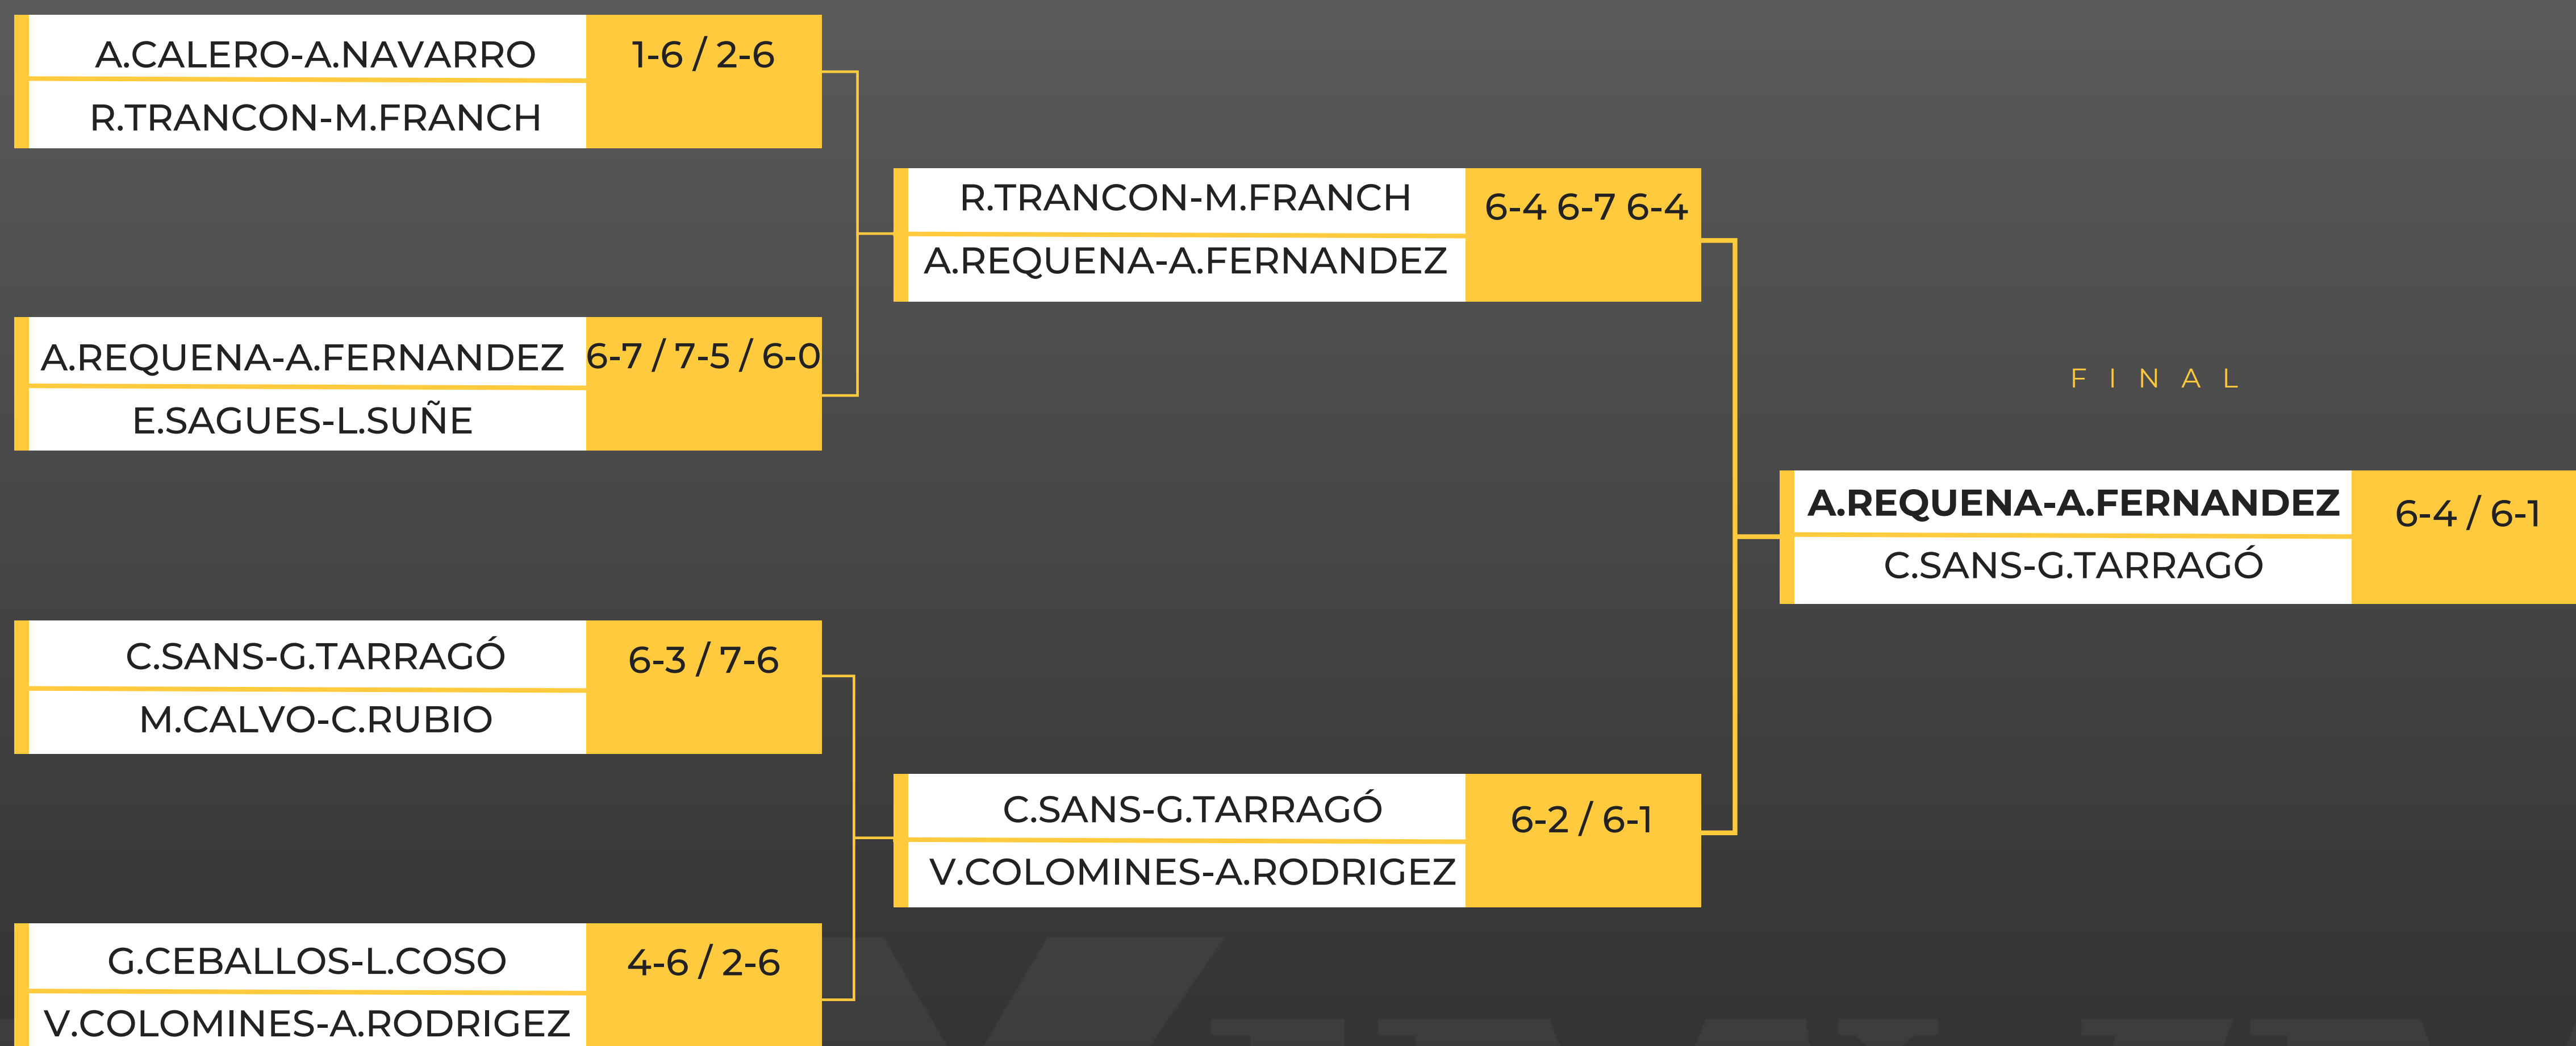 A.CALERO-A.NAVARRO 1-6 / 2-6
R.TRANCON-M.FRANCH
A.REQUENA-A.FERNANDEZ 6-7 / 7-5 / 6-0
E.SAGUES-L.SUÑE
C.SANS-G.TARRAGÓ 6-3 / 7-6
M.CALVO-C.RUBIO
G.CEBALLOS-L.COSO 4-6 / 2-6
V.COLOMINES-A.RODRIGEZ
R.TRANCON-M.FRANCH 6-4 6-7 6-4
A.REQUENA-A.FERNANDEZ
C.SANS-G.TARRAGÓ 6-2 / 6-1
V.COLOMINES-A.RODRIGEZ
FINAL
A.REQUENA-A.FERNANDEZ 6-4 / 6-1
C.SANS-G.TARRAGÓ